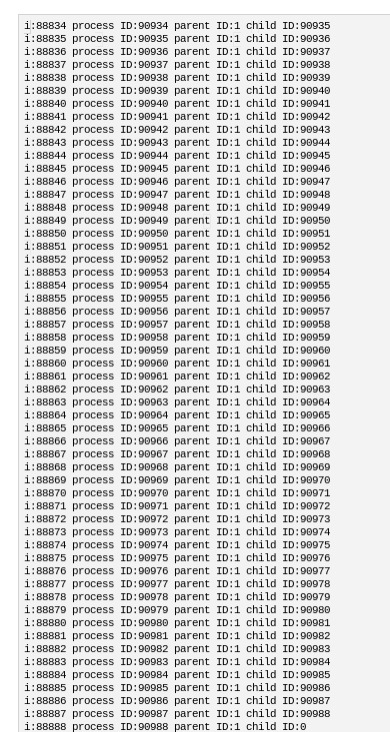 i:88834 process ID:90934 parent ID:1 child ID:90935
i:88835 process ID:90935 parent ID:1 child ID:90936
i:88836 process ID:90936 parent ID:1 child ID:90937
i:88837 process ID:90937 parent ID:1 child ID:90938
i:88838 process ID:90938 parent ID:1 child ID:90939
i:88839 process ID:90939 parent ID:1 child ID:90940
i:88840 process ID:90940 parent ID:1 child ID:90941
i:88841 process ID:90941 parent ID:1 child ID:90942
i:88842 process ID:90942 parent ID:1 child ID:90943
i:88843 process ID:90943 parent ID:1 child ID:90944
i:88844 process ID:90944 parent ID:1 child ID:90945
i:88845 process ID:90945 parent ID:1 child ID:90946
i:88846 process ID:90946 parent ID:1 child ID:90947
i:88847 process ID:90947 parent ID:1 child ID:90948
i:88848 process ID:90948 parent ID:1 child ID:90949
i:88849 process ID:90949 parent ID:1 child ID:90950
i:88850 process ID:90950 parent ID:1 child ID:90951
i:88851 process ID:90951 parent ID:1 child ID:90952
i:88852 process ID:90952 parent ID:1 child ID:90953
i:88853 process ID:90953 parent ID:1 child ID:90954
i:88854 process ID:90954 parent ID:1 child ID:90955
i:88855 process ID:90955 parent ID:1 child ID:90956
i:88856 process ID:90956 parent ID:1 child ID:90957
i:88857 process ID:90957 parent ID:1 child ID:90958
i:88858 process ID:90958 parent ID:1 child ID:90959
i:88859 process ID:90959 parent ID:1 child ID:90960
i:88860 process ID:90960 parent ID:1 child ID:90961
i:88861 process ID:90961 parent ID:1 child ID:90962
i:88862 process ID:90962 parent ID:1 child ID:90963
i:88863 process ID:90963 parent ID:1 child ID:90964
i:88864 process ID:90964 parent ID:1 child ID:90965
i:88865 process ID:90965 parent ID:1 child ID:90966
i:88866 process ID:90966 parent ID:1 child ID:90967
i:88867 process ID:90967 parent ID:1 child ID:90968
i:88868 process ID:90968 parent ID:1 child ID:90969
i:88869 process ID:90969 parent ID:1 child ID:90970
i:88870 process ID:90970 parent ID:1 child ID:90971
i:88871 process ID:90971 parent ID:1 child ID:90972
i:88872 process ID:90972 parent ID:1 child ID:90973
i:88873 process ID:90973 parent ID:1 child ID:90974
i:88874 process ID:90974 parent ID:1 child ID:90975
i:88875 process ID:90975 parent ID:1 child ID:90976
i:88876 process ID:90976 parent ID:1 child ID:90977
i:88877 process ID:90977 parent ID:1 child ID:90978
i:88878 process ID:90978 parent ID:1 child ID:90979
i:88879 process ID:90979 parent ID:1 child ID:90980
i:88880 process ID:90980 parent ID:1 child ID:90981
i:88881 process ID:90981 parent ID:1 child ID:90982
i:88882 process ID:90982 parent ID:1 child ID:90983
i:88883 process ID:90983 parent ID:1 child ID:90984
i:88884 process ID:90984 parent ID:1 child ID:90985
i:88885 process ID:90985 parent ID:1 child ID:90986
i:88886 process ID:90986 parent ID:1 child ID:90987
i:88887 process ID:90987 parent ID:1 child ID:90988
i:88888 process ID:90988 parent ID:1 child ID:0